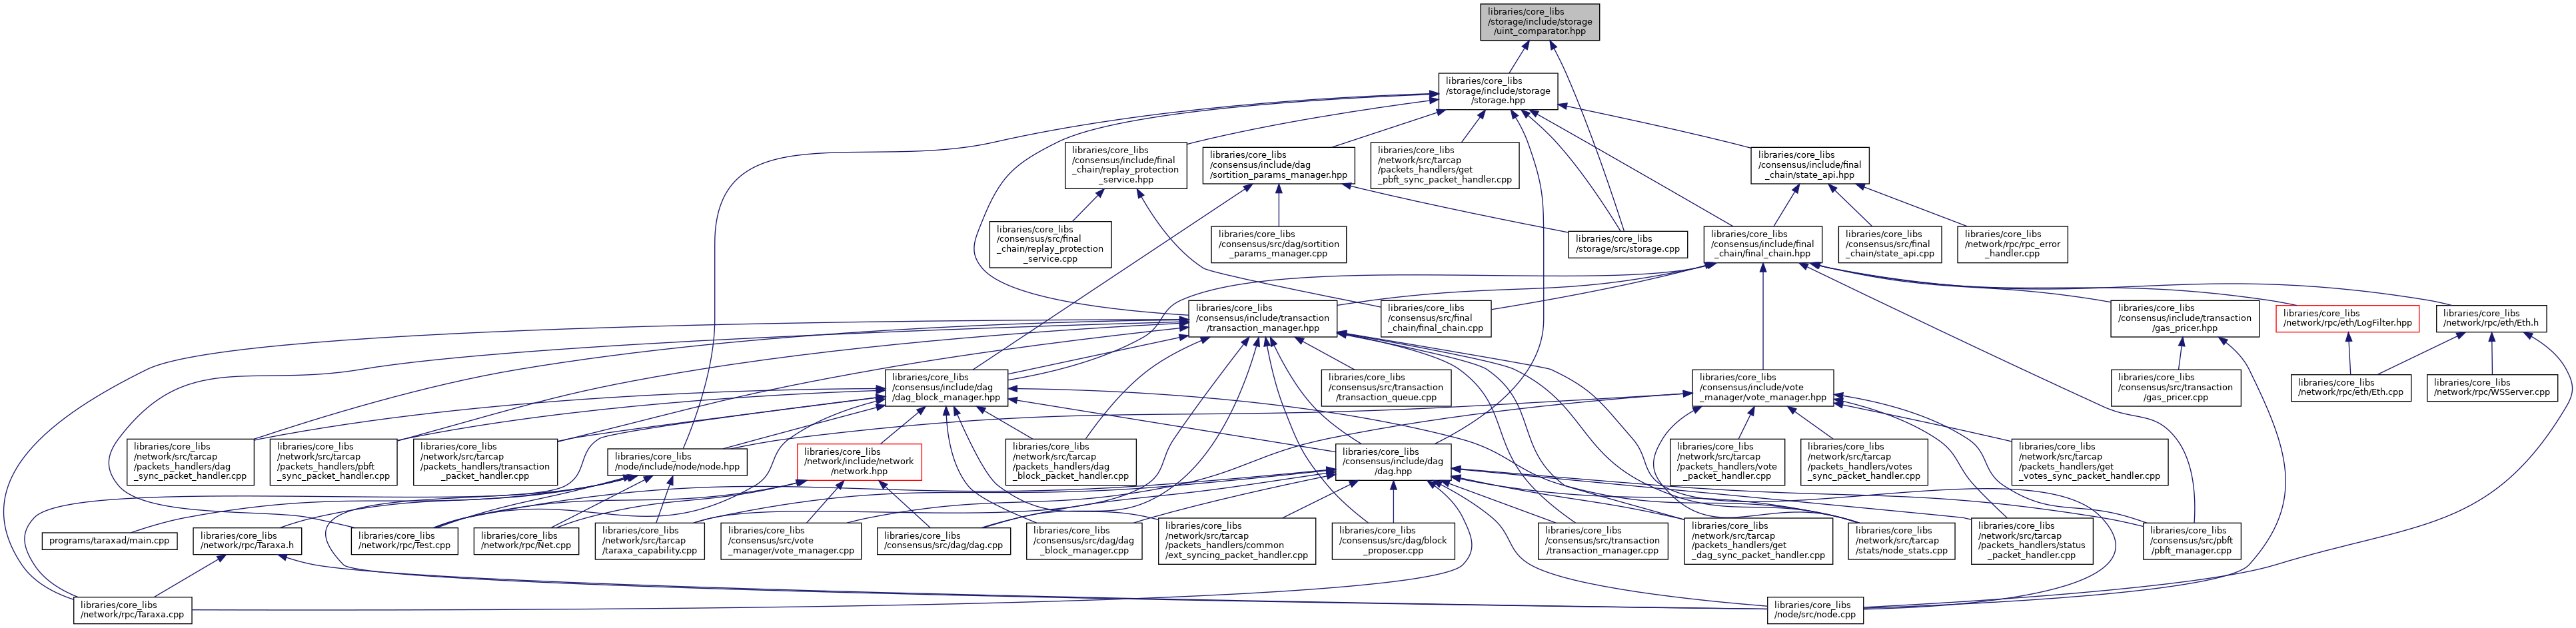 libraries/core_libs
/storage/include/storage
/uint_comparator.hpp
libraries/core_libs
/storage/include/storage
/storage.hpp
libraries/core_libs
/consensus/include/final
_chain/replay_protection
_service.hpp
libraries/core_libs
/consensus/include/dag
/sortition_params_manager.hpp
libraries/core_libs
/network/src/tarcap
/packets_handlers/get
_pbft_sync_packet_handler.cpp
libraries/core_libs
/consensus/include/final
_chain/state_api.hpp
libraries/core_libs
/consensus/src/final
_chain/replay_protection
_service.cpp
libraries/core_libs
/consensus/src/dag/sortition
_params_manager.cpp
libraries/core_libs
/storage/src/storage.cpp
libraries/core_libs
/consensus/include/final
_chain/final_chain.hpp
libraries/core_libs
/consensus/src/final
_chain/state_api.cpp
libraries/core_libs
/network/rpc/rpc_error
_handler.cpp
libraries/core_libs
/consensus/include/transaction
/transaction_manager.hpp
libraries/core_libs
/consensus/src/final
_chain/final_chain.cpp
libraries/core_libs
/consensus/include/transaction
/gas_pricer.hpp
libraries/core_libs
/network/rpc/eth/LogFilter.hpp
libraries/core_libs
/network/rpc/eth/Eth.h
libraries/core_libs
/consensus/include/dag
/dag_block_manager.hpp
libraries/core_libs
/consensus/src/transaction
/transaction_queue.cpp
libraries/core_libs
/consensus/include/vote
_manager/vote_manager.hpp
libraries/core_libs
/consensus/src/transaction
/gas_pricer.cpp
libraries/core_libs
/network/rpc/eth/Eth.cpp
libraries/core_libs
/network/rpc/WSServer.cpp
libraries/core_libs
/network/src/tarcap
/packets_handlers/dag
_sync_packet_handler.cpp
libraries/core_libs
/network/src/tarcap
/packets_handlers/pbft
_sync_packet_handler.cpp
libraries/core_libs
/network/src/tarcap
/packets_handlers/transaction
_packet_handler.cpp
libraries/core_libs
/node/include/node/node.hpp
libraries/core_libs
/network/include/network
/network.hpp
libraries/core_libs
/network/src/tarcap
/packets_handlers/dag
_block_packet_handler.cpp
libraries/core_libs
/consensus/include/dag
/dag.hpp
libraries/core_libs
/network/src/tarcap
/packets_handlers/vote
_packet_handler.cpp
libraries/core_libs
/network/src/tarcap
/packets_handlers/votes
_sync_packet_handler.cpp
libraries/core_libs
/network/src/tarcap
/packets_handlers/get
_votes_sync_packet_handler.cpp
programs/taraxad/main.cpp
libraries/core_libs
/network/rpc/Taraxa.h
libraries/core_libs
/network/rpc/Test.cpp
libraries/core_libs
/network/rpc/Net.cpp
libraries/core_libs
/network/src/tarcap
/taraxa_capability.cpp
libraries/core_libs
/consensus/src/vote
_manager/vote_manager.cpp
libraries/core_libs
/consensus/src/dag/dag.cpp
libraries/core_libs
/consensus/src/dag/dag
_block_manager.cpp
libraries/core_libs
/network/src/tarcap
/packets_handlers/common
/ext_syncing_packet_handler.cpp
libraries/core_libs
/consensus/src/dag/block
_proposer.cpp
libraries/core_libs
/consensus/src/transaction
/transaction_manager.cpp
libraries/core_libs
/network/src/tarcap
/packets_handlers/get
_dag_sync_packet_handler.cpp
libraries/core_libs
/network/src/tarcap
/stats/node_stats.cpp
libraries/core_libs
/network/src/tarcap
/packets_handlers/status
_packet_handler.cpp
libraries/core_libs
/consensus/src/pbft
/pbft_manager.cpp
libraries/core_libs
/network/rpc/Taraxa.cpp
libraries/core_libs
/node/src/node.cpp